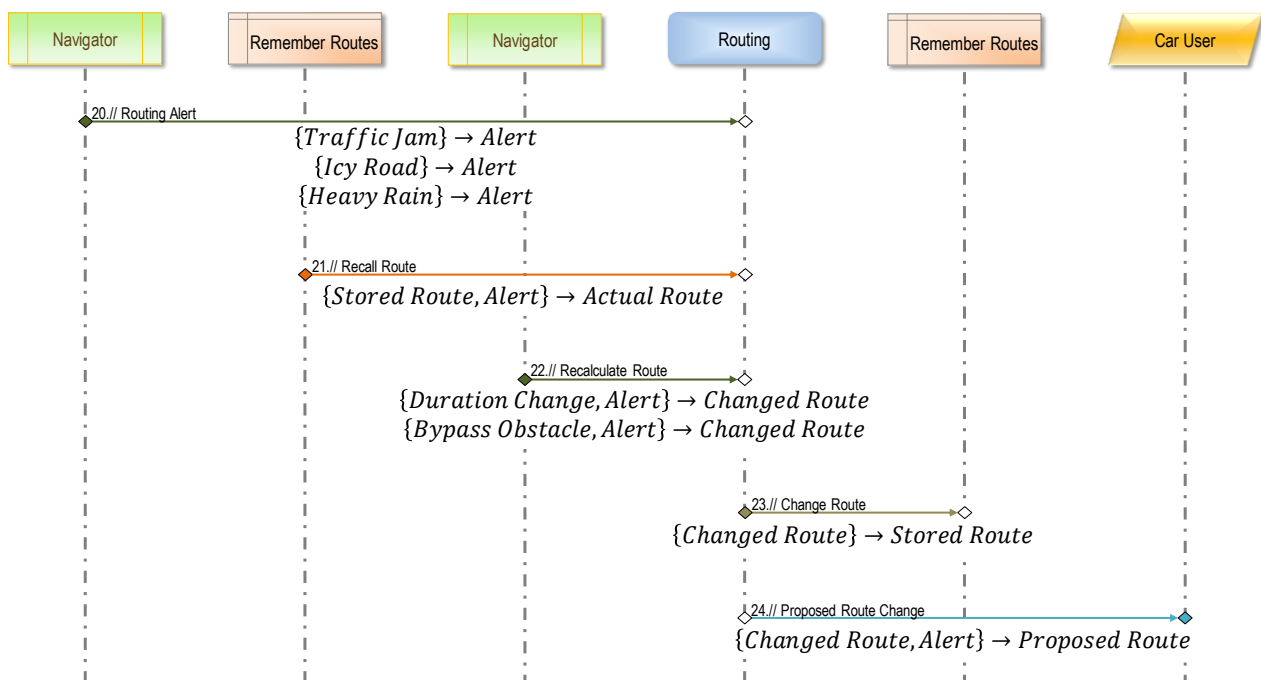 Navigator
Remember Routes
Navigator
Routing
Remember Routes
Car User
20.// Routing Alert
{Traffic Jam} → Alert
{Icy Road} → Alert
{Heavy Rain} → Alert
21.// Recall Route
{Stored Route, Alert} → Actual Route
22.// Recalculate Route
{Duration Change, Alert} → Changed Route
{Bypass Obstacle, Alert} → Changed Route
23.// Change Route
{Changed Route} → Stored Route
24.// Proposed Route Change
{Changed Route, Alert} → Proposed Route